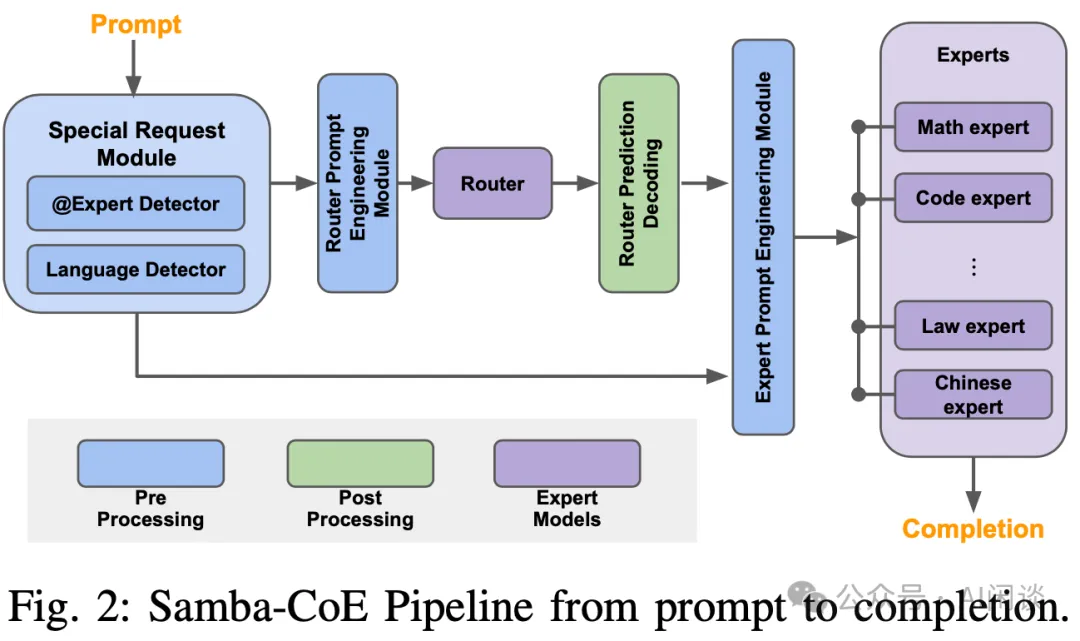 Prompt
Special Request
Module
@Expert Detector
Language Detector
Router Prompt
Engineering
Module
Router
Router Prediction
Decoding
Expert Prompt Engineering Module
Experts
Math expert
Code expert
⋮
Law expert
Chinese
expert
Completion
Pre
Processing
Post
Processing
Expert
Models
Fig. 2: Samba-CoE Pipeline from prompt to completion.
公众号 · AI闲谈